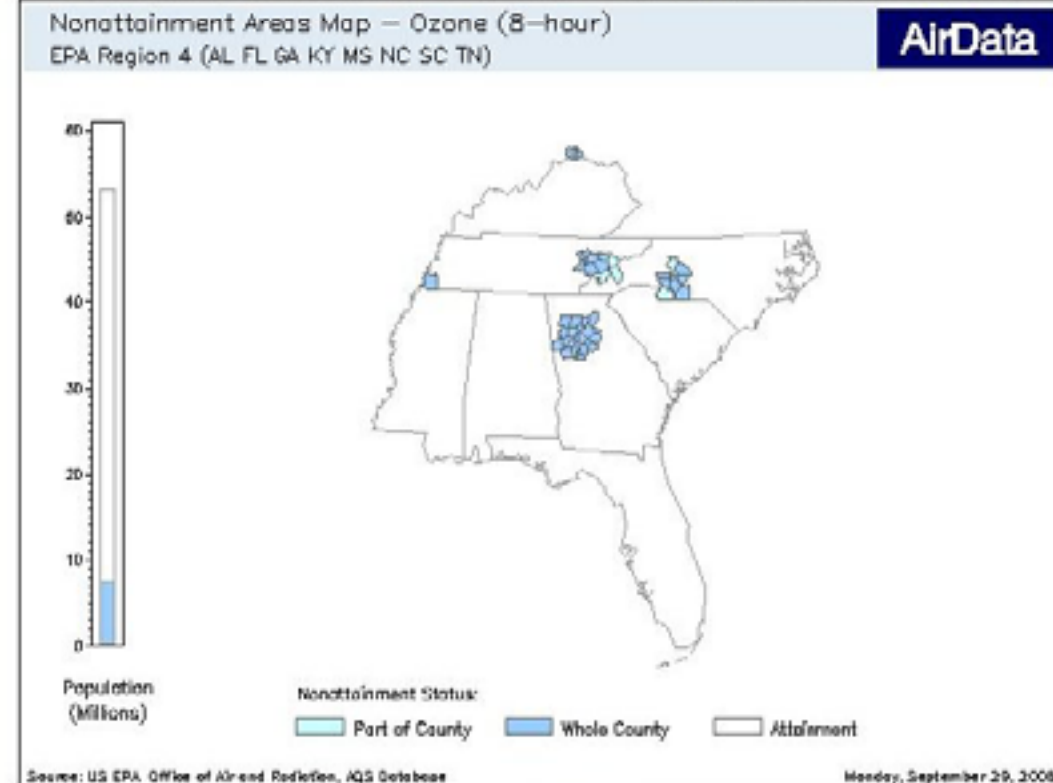 Nonattainment Areas Map — Ozone (8-hour)
EPA Region 4 (AL FL GA KY MS NC SC TN)
AirData
60
50
40
30
20
10
0
Population
(Millions)
Nonattainment Status:
Part of County
Whole County
Attainment
Source: US EPA Office of Air and Radiation, AQS Database
Monday, September 29,